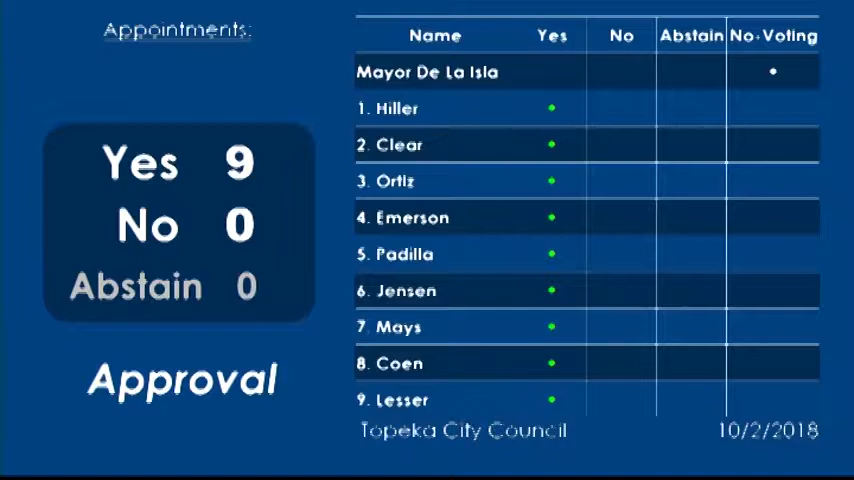 Appointments:
Name Yes No Abstain No-Voting
Mayor De La Isla
1. Hiller
2. Clear
3. Ortiz
4. Emerson
5. Padilla
6. Jensen
7. Mays
8. Coen
9. Lesser
Yes 9
No 0
Abstain 0
Approval
Topeka City Council 10/2/2018